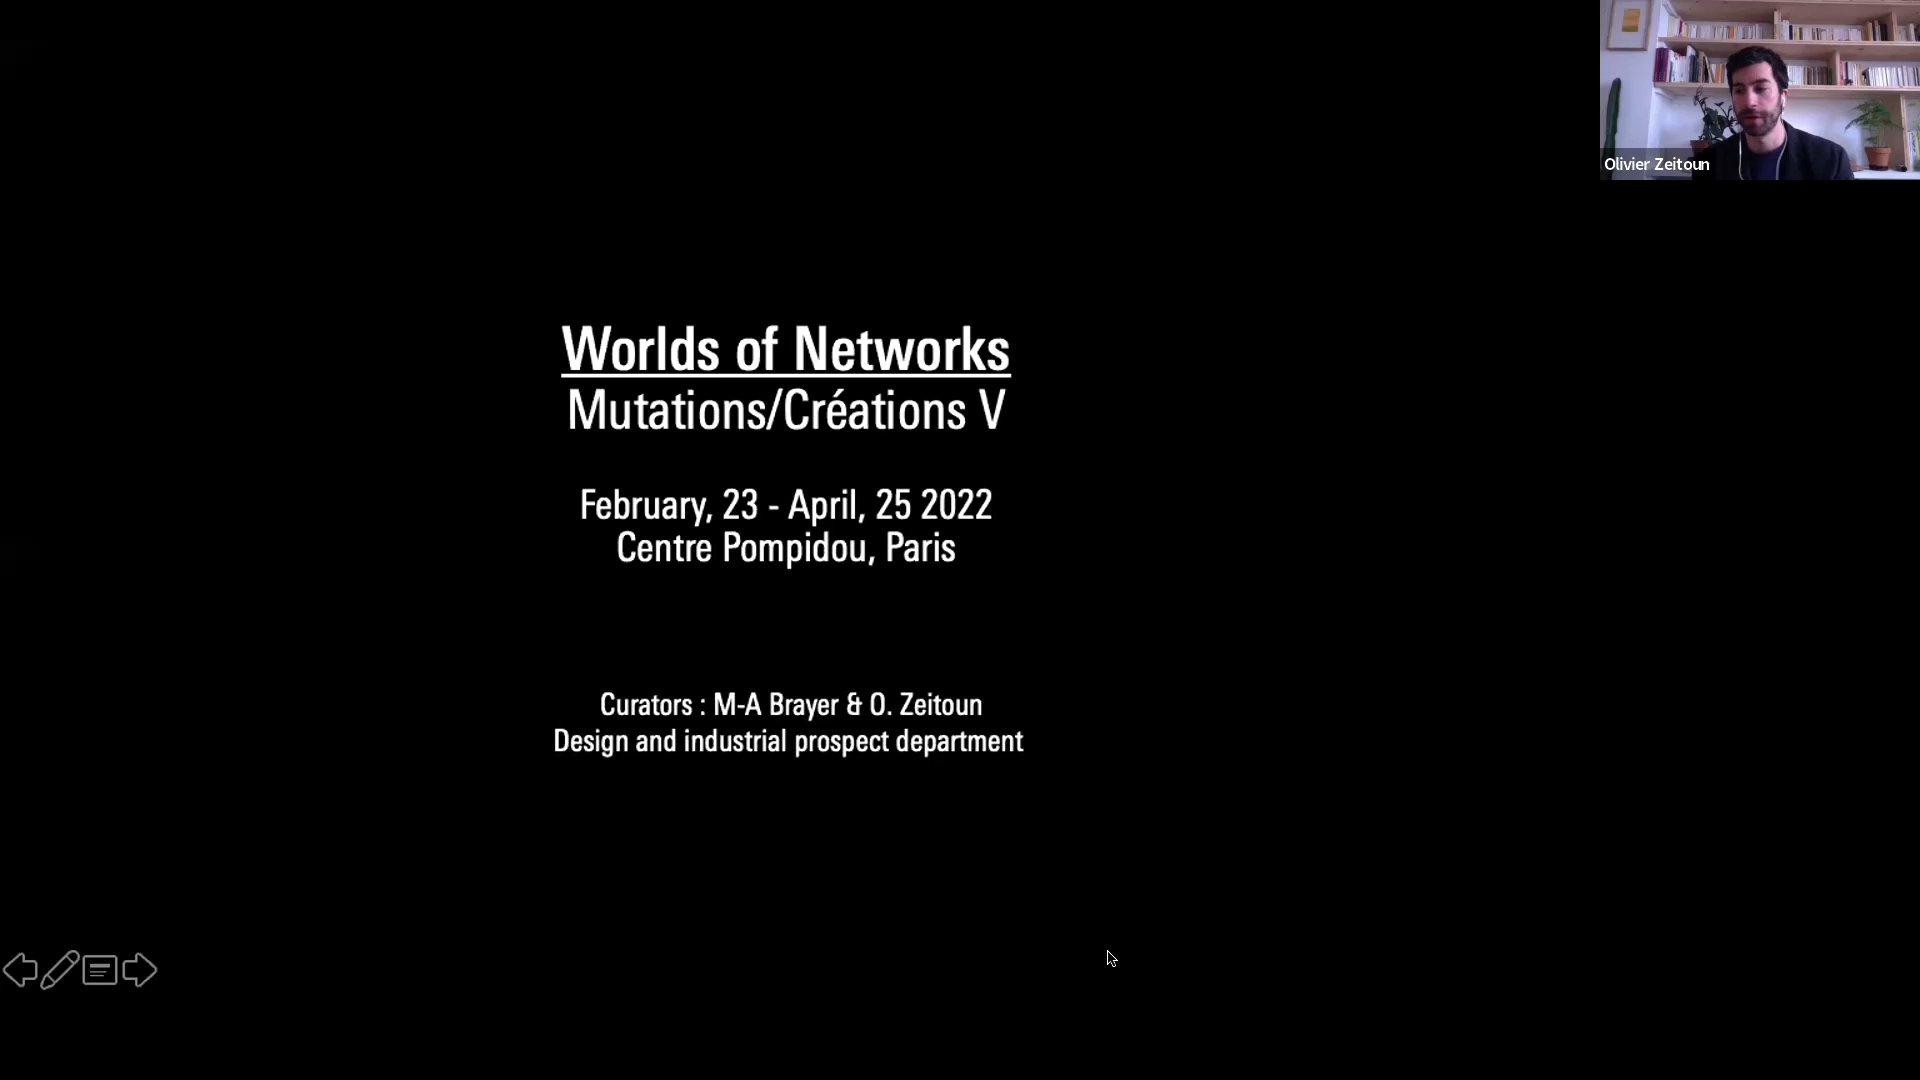 Olivier Zeitoun
Worlds of Networks
Mutations/Créations V
February, 23 - April, 25 2022
Centre Pompidou, Paris
Curators : M-A Brayer & O. Zeitoun
Design and industrial prospect department